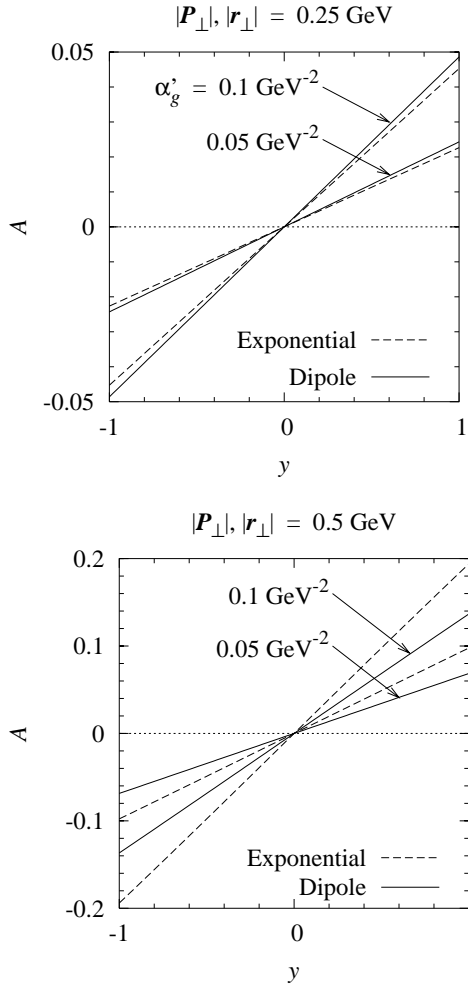 |P⊥|, |r⊥| = 0.25 GeV
0.05
α'g = 0.1 GeV-2
0.05 GeV-2
A
0
Exponential
Dipole
-0.05
-1
0
1
y
|P⊥|, |r⊥| = 0.5 GeV
0.2
0.1 GeV-2
0.1
0.05 GeV-2
A
0
-0.1
Exponential
Dipole
-0.2
-1
0
y